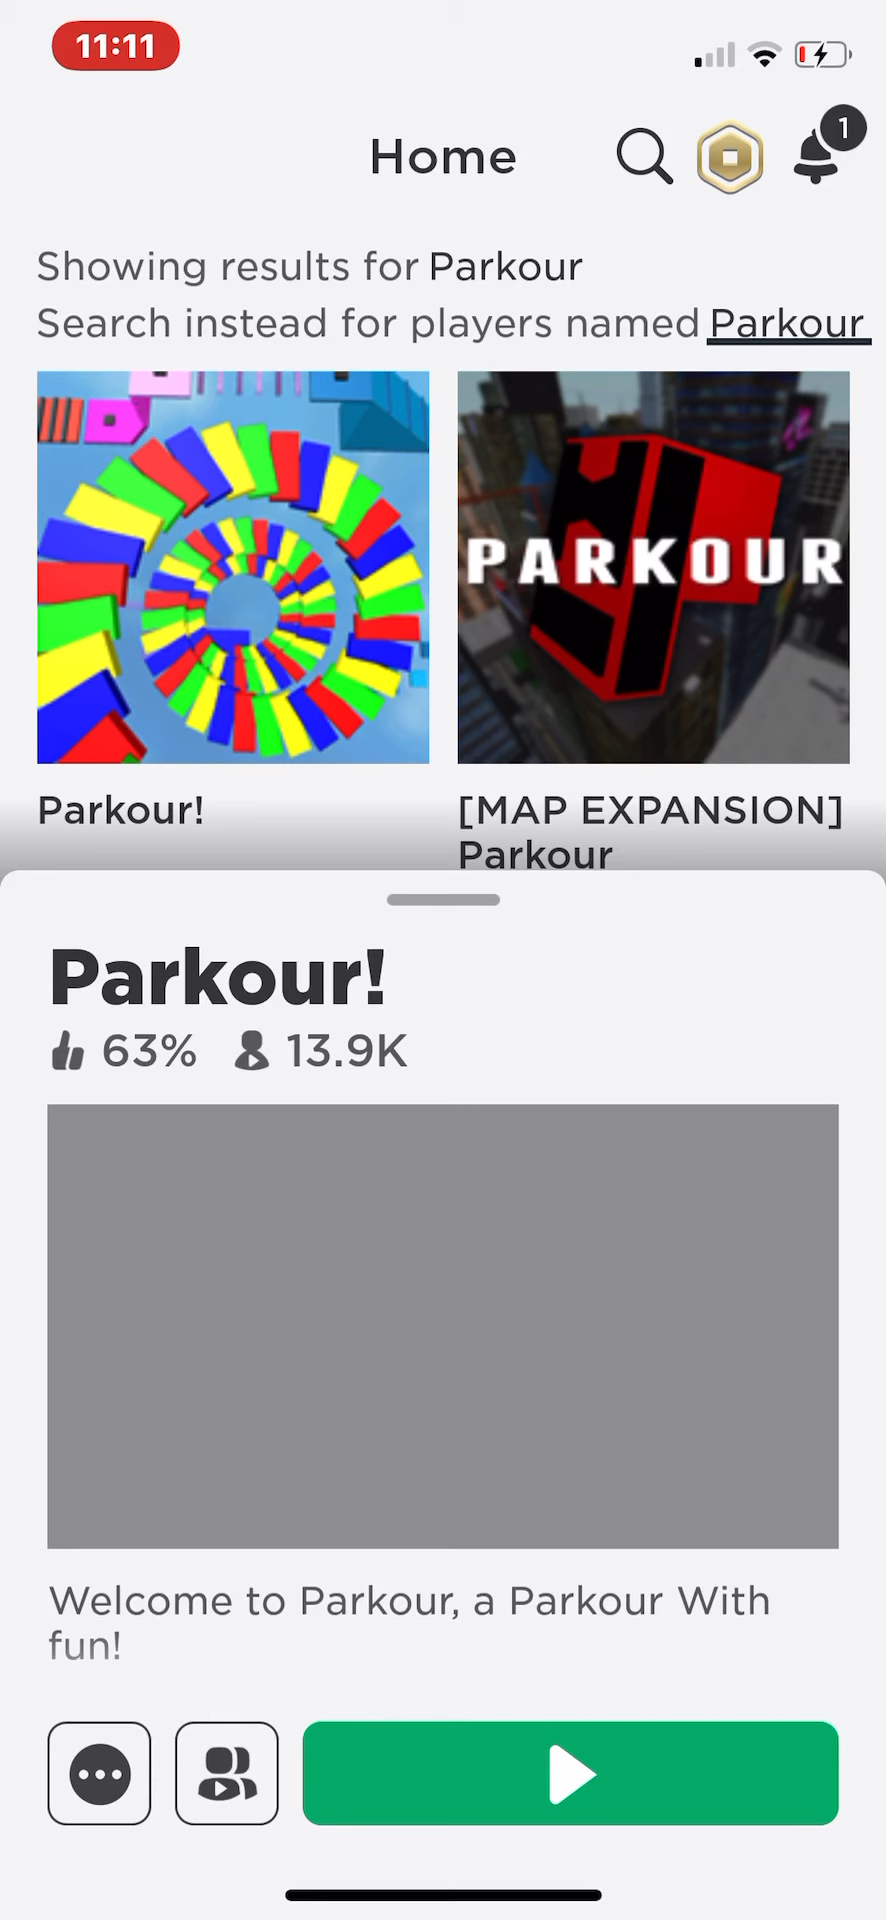 11:11
Home
1
Showing results for Parkour
Search instead for players named Parkour
PARKOUR
Parkour!
[MAP EXPANSION]
Parkour
Parkour!
63% 13.9K
Welcome to Parkour, a Parkour With
fun!